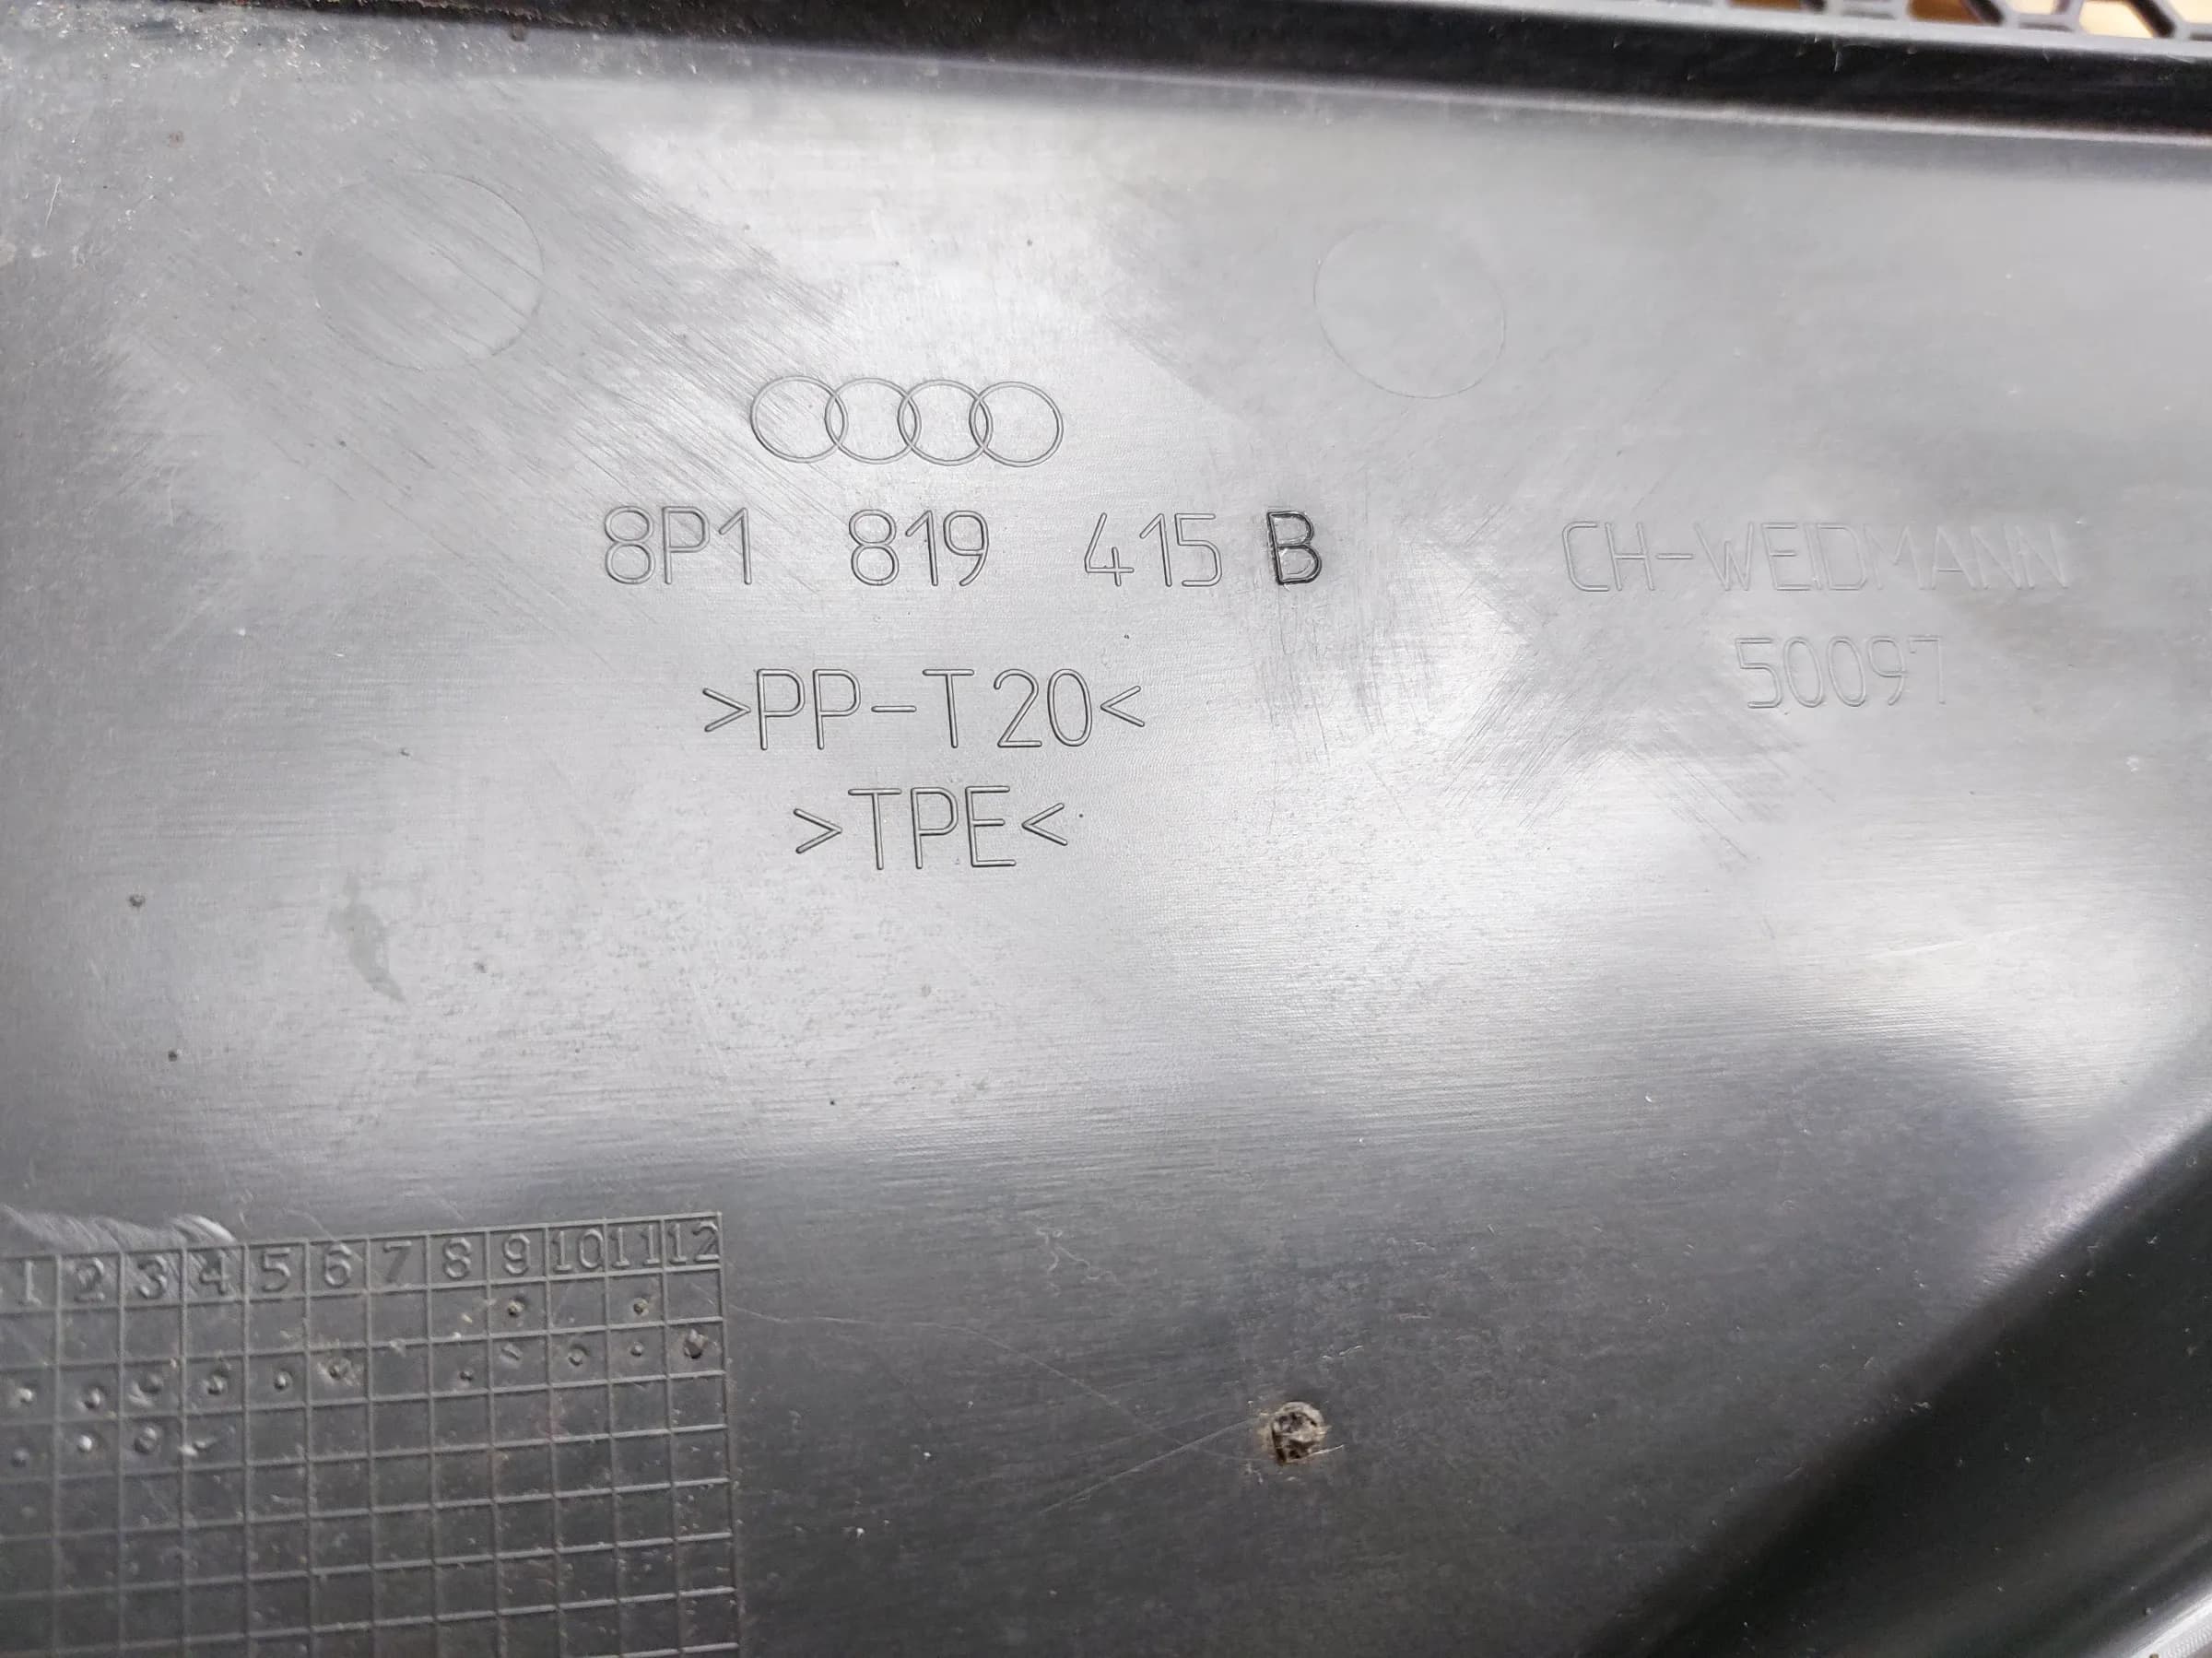 8P1 819 415 B
CH-WEIDMANN
50097
>PP-T20<
>TPE<
1 2 3 4 5 6 7 8 9 10 11 12